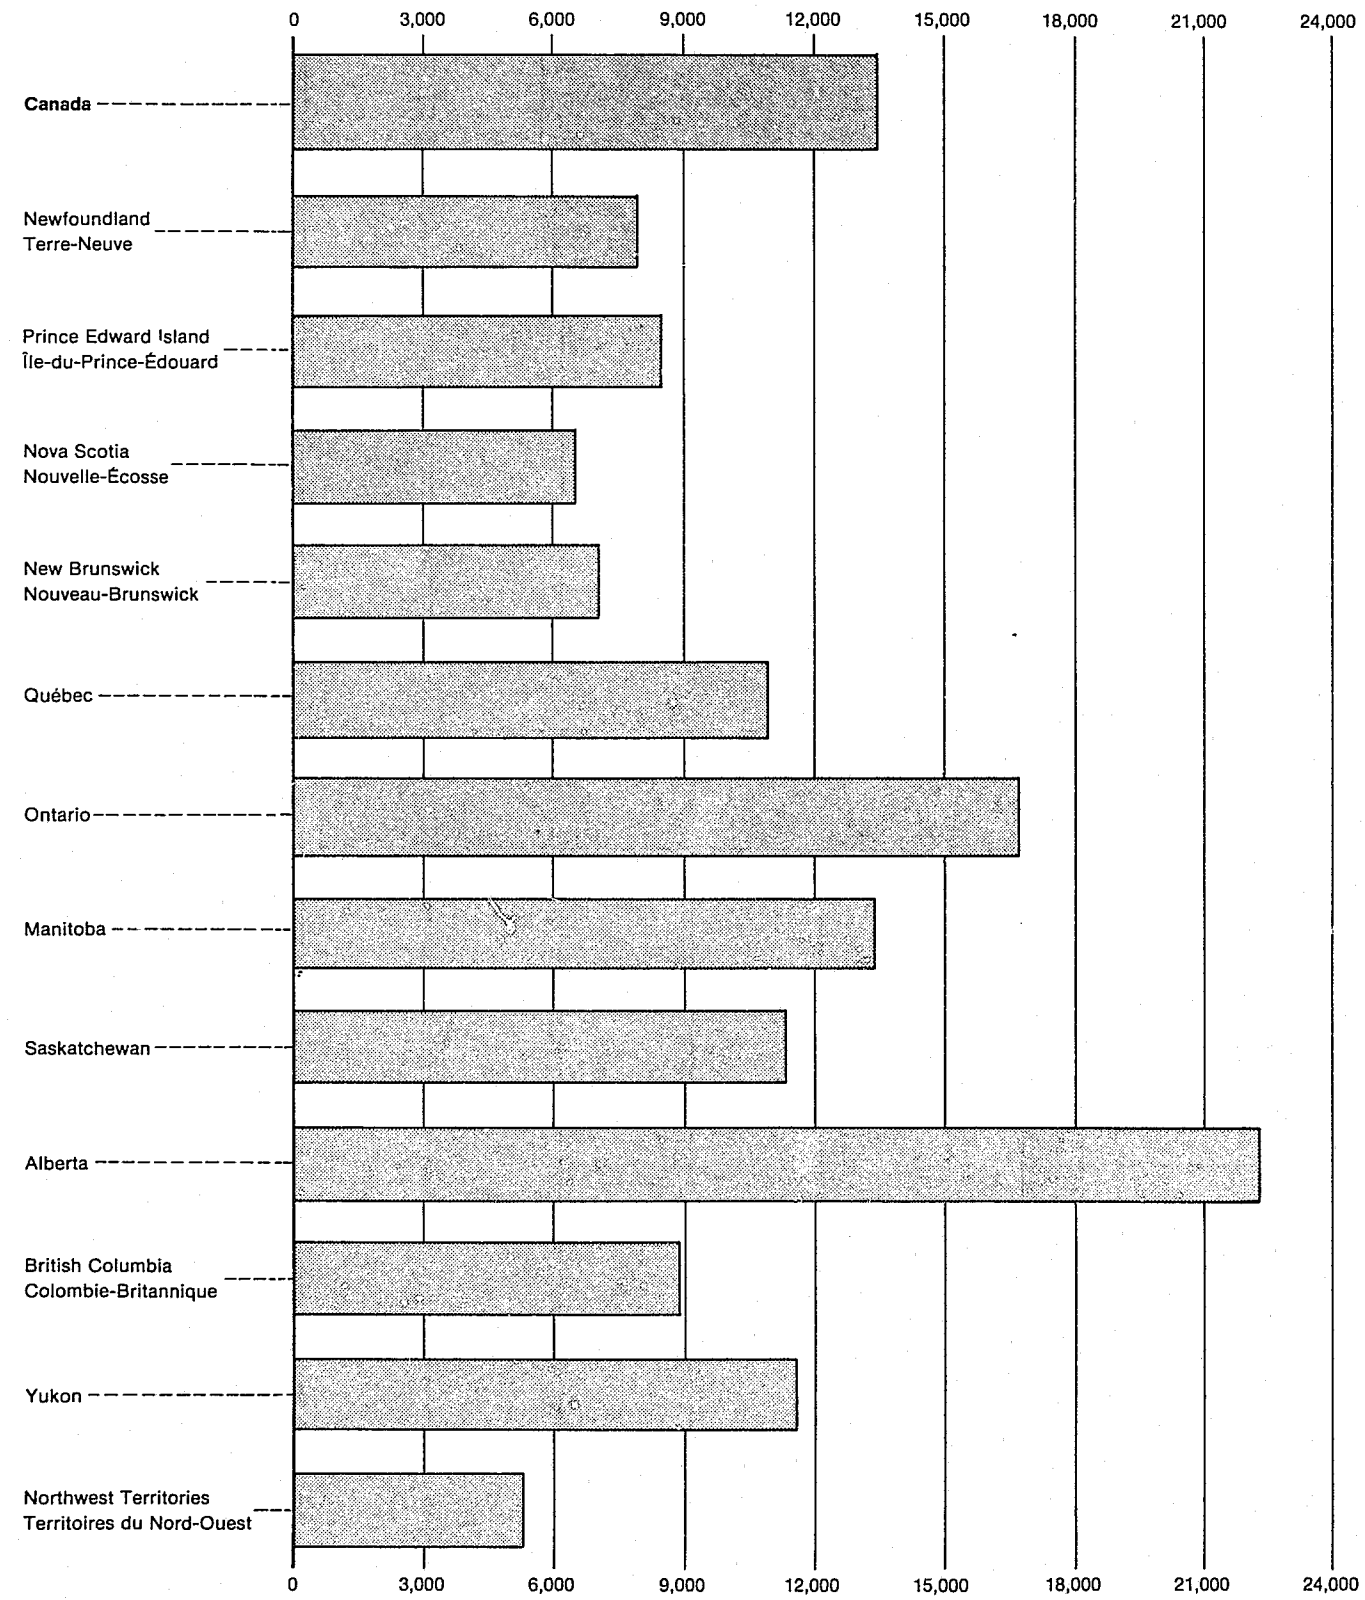 0 3,000 6,000 9,000 12,000 15,000 18,000 21,000 24,000
Canada
Newfoundland
Terre-Neuve
Prince Edward Island
Île-du-Prince-Édouard
Nova Scotia
Nouvelle-Écosse
New Brunswick
Nouveau-Brunswick
Québec
Ontario
Manitoba
Saskatchewan
Alberta
British Columbia
Colombie-Britannique
Yukon
Northwest Territories
Territoires du Nord-Ouest
0 3,000 6,000 9,000 12,000 15,000 18,000 21,000 24,000